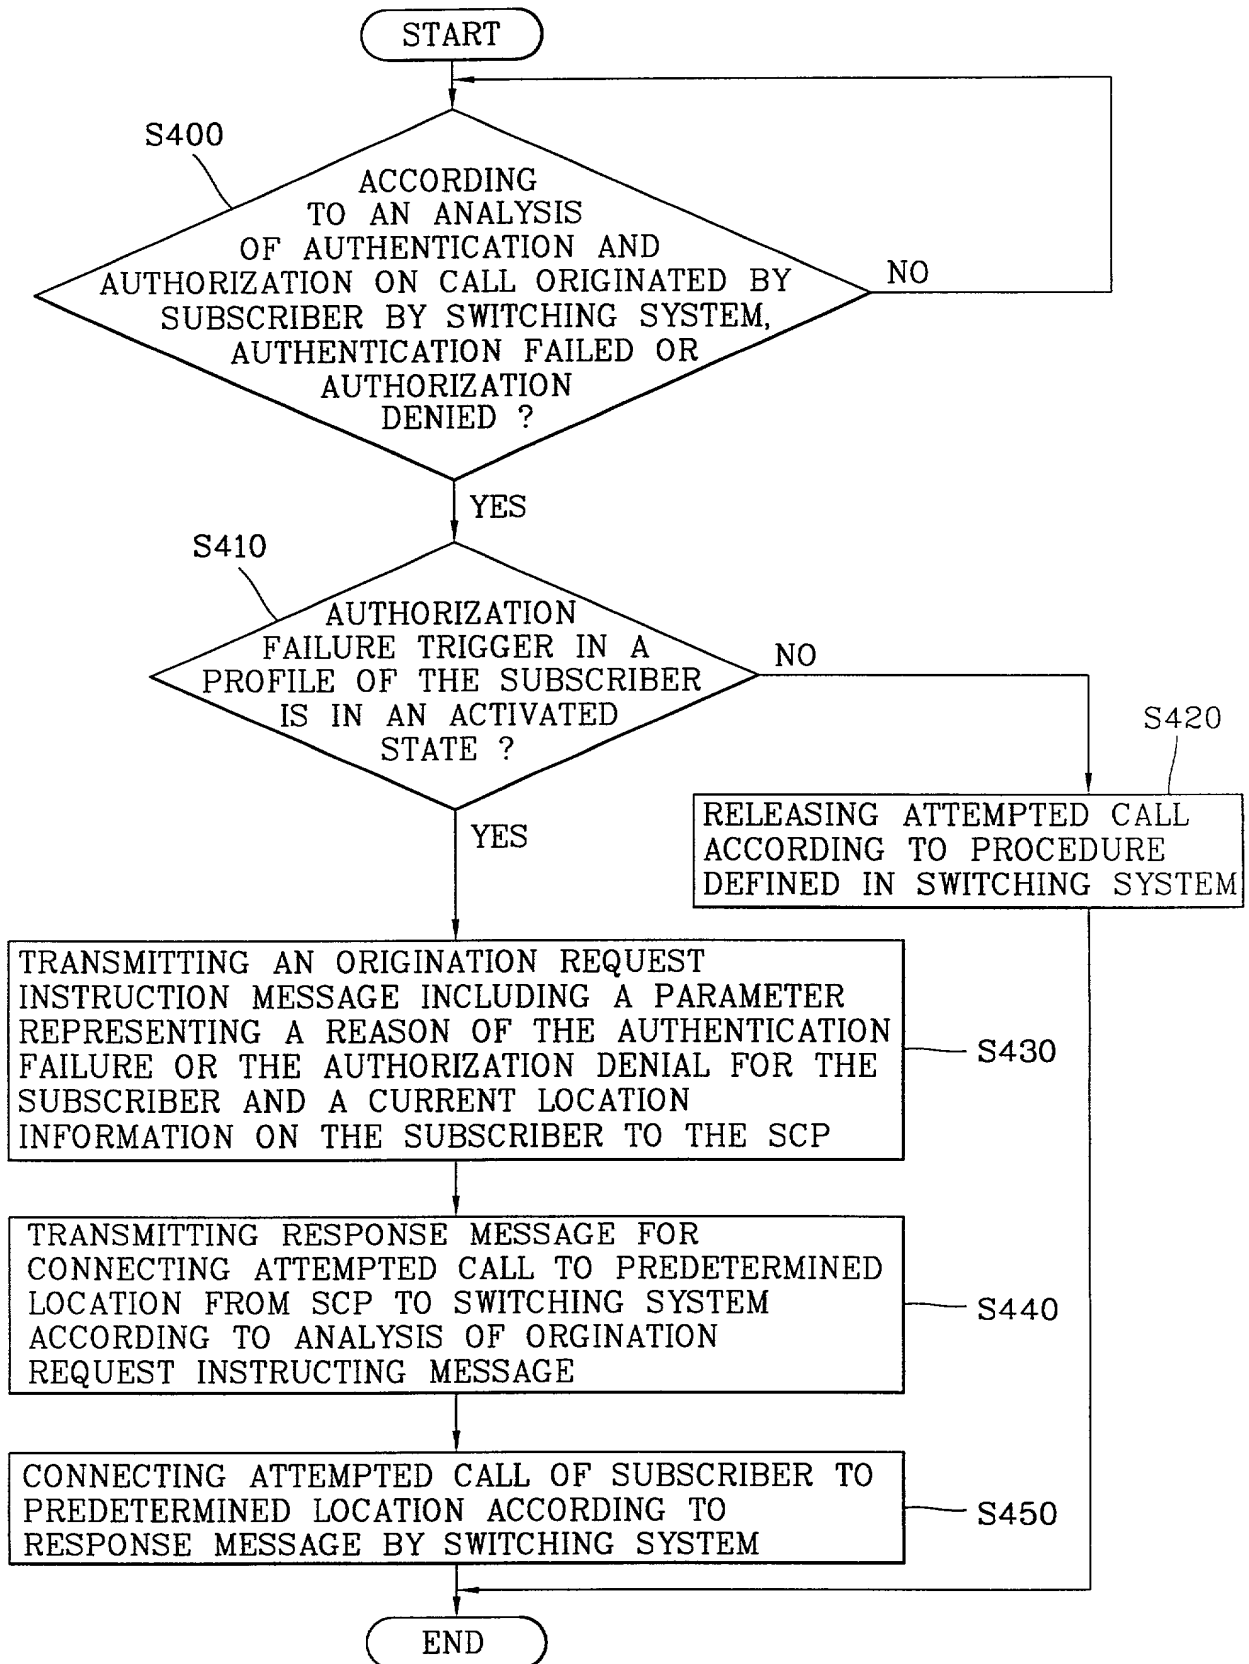 START
S400
ACCORDING
TO AN ANALYSIS
OF AUTHENTICATION AND
AUTHORIZATION ON CALL ORIGINATED BY
SUBSCRIBER BY SWITCHING SYSTEM,
AUTHENTICATION FAILED OR
AUTHORIZATION
DENIED ?
NO
YES
S410
AUTHORIZATION
FAILURE TRIGGER IN A
PROFILE OF THE SUBSCRIBER
IS IN AN ACTIVATED
STATE ?
NO
S420
RELEASING ATTEMPTED CALL
ACCORDING TO PROCEDURE
DEFINED IN SWITCHING SYSTEM
YES
TRANSMITTING AN ORIGINATION REQUEST
INSTRUCTION MESSAGE INCLUDING A PARAMETER
REPRESENTING A REASON OF THE AUTHENTICATION
FAILURE OR THE AUTHORIZATION DENIAL FOR THE
SUBSCRIBER AND A CURRENT LOCATION
INFORMATION ON THE SUBSCRIBER TO THE SCP
S430
TRANSMITTING RESPONSE MESSAGE FOR
CONNECTING ATTEMPTED CALL TO PREDETERMINED
LOCATION FROM SCP TO SWITCHING SYSTEM
ACCORDING TO ANALYSIS OF ORGINATION
REQUEST INSTRUCTING MESSAGE
S440
CONNECTING ATTEMPTED CALL OF SUBSCRIBER TO
PREDETERMINED LOCATION ACCORDING TO
RESPONSE MESSAGE BY SWITCHING SYSTEM
S450
END